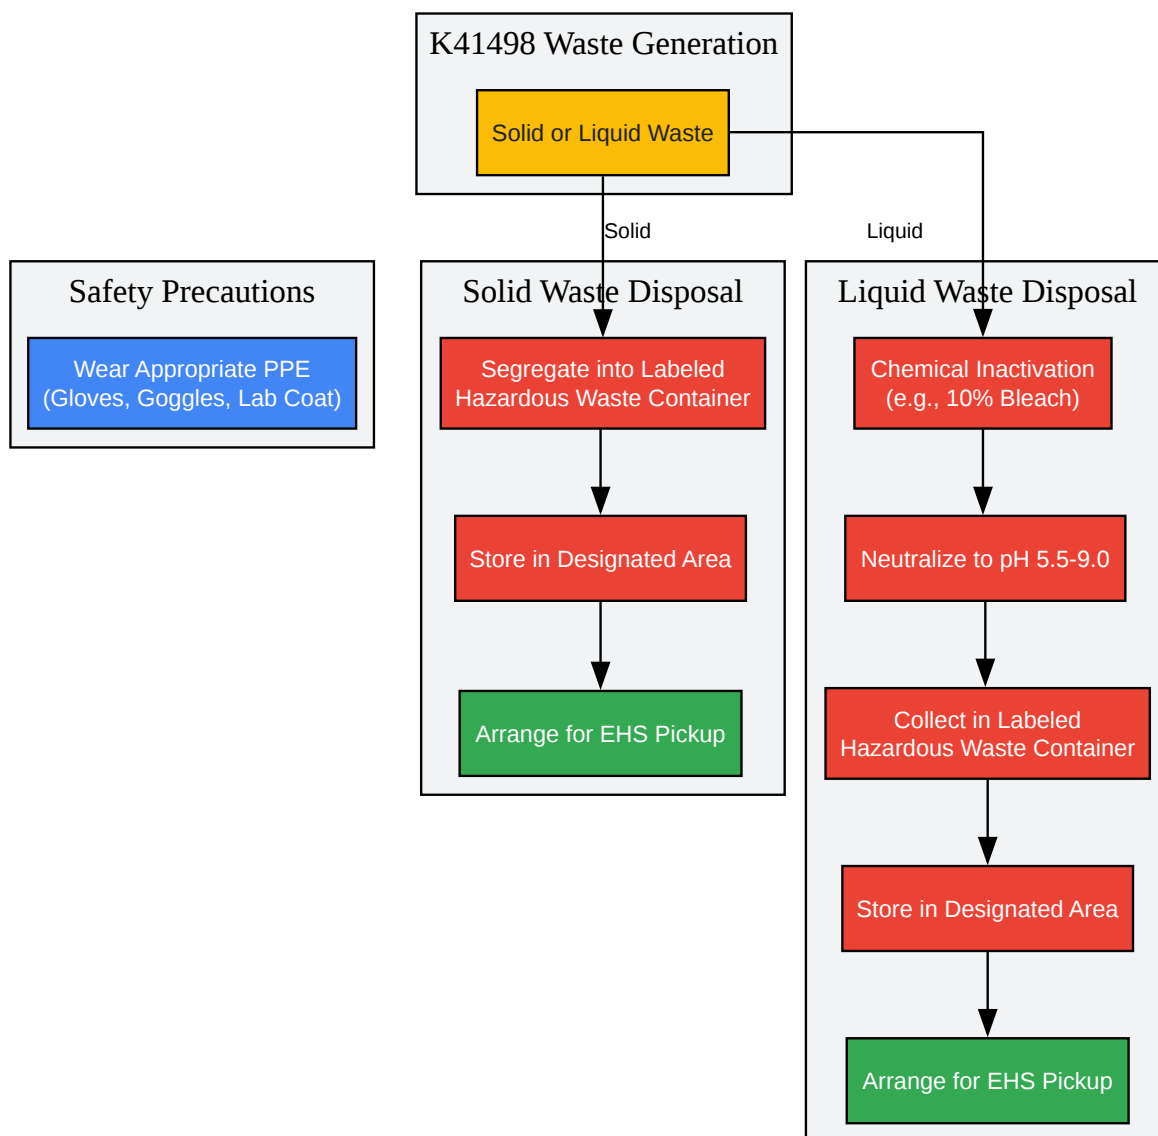 K41498 Waste Generation
Solid or Liquid Waste
Solid
Liquid
Safety Precautions
Wear Appropriate PPE
(Gloves, Goggles, Lab Coat)
Solid Waste Disposal
Segregate into Labeled
Hazardous Waste Container
Store in Designated Area
Arrange for EHS Pickup
Liquid Waste Disposal
Chemical Inactivation
(e.g., 10% Bleach)
Neutralize to pH 5.5-9.0
Collect in Labeled
Hazardous Waste Container
Store in Designated Area
Arrange for EHS Pickup